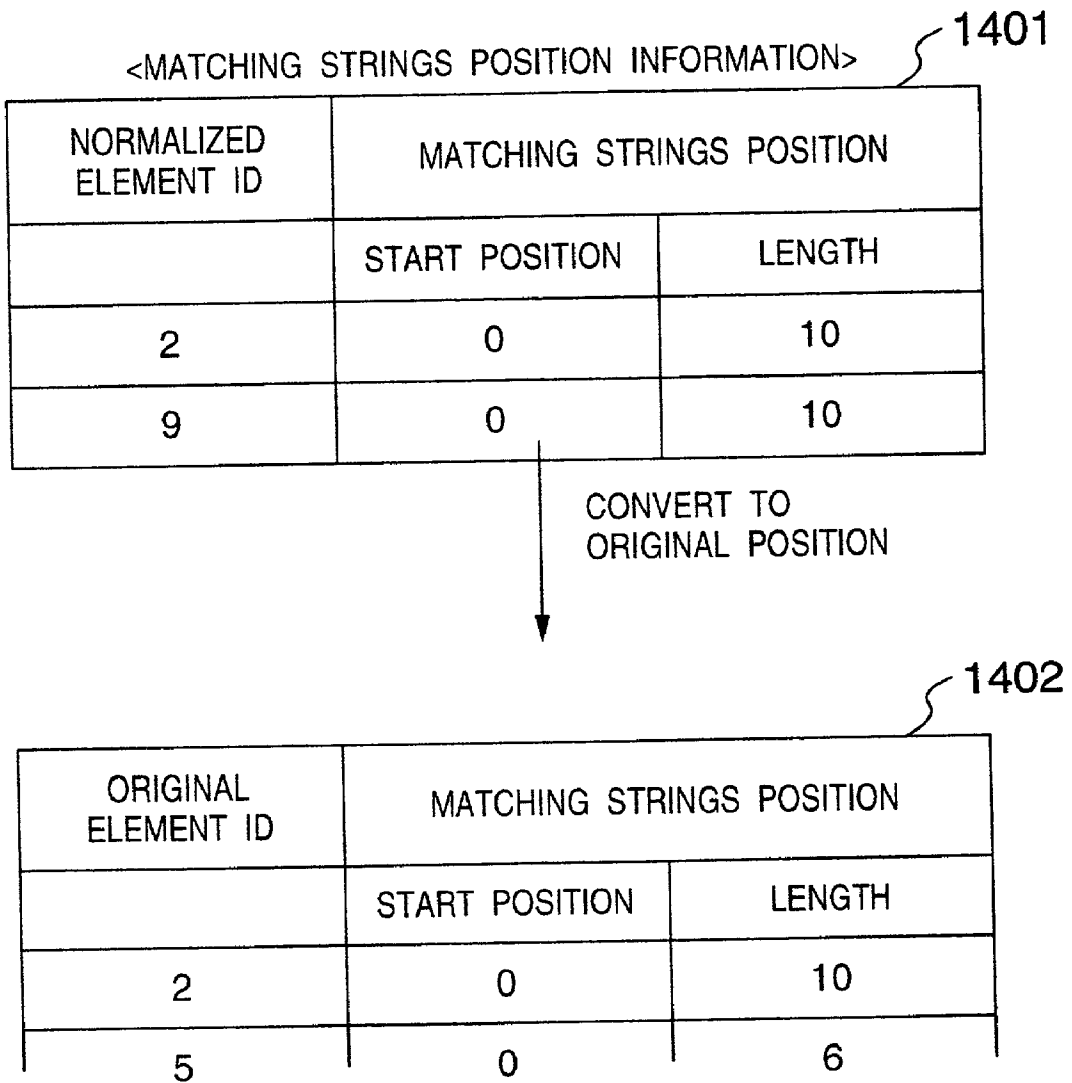 1401
<MATCHING STRINGS POSITION INFORMATION>
NORMALIZED
ELEMENT ID
MATCHING STRINGS POSITION
START POSITION LENGTH
2 0 10
9 0 10
CONVERT TO
ORIGINAL POSITION
1402
ORIGINAL
ELEMENT ID
MATCHING STRINGS POSITION
START POSITION LENGTH
2 0 10
5 0 6